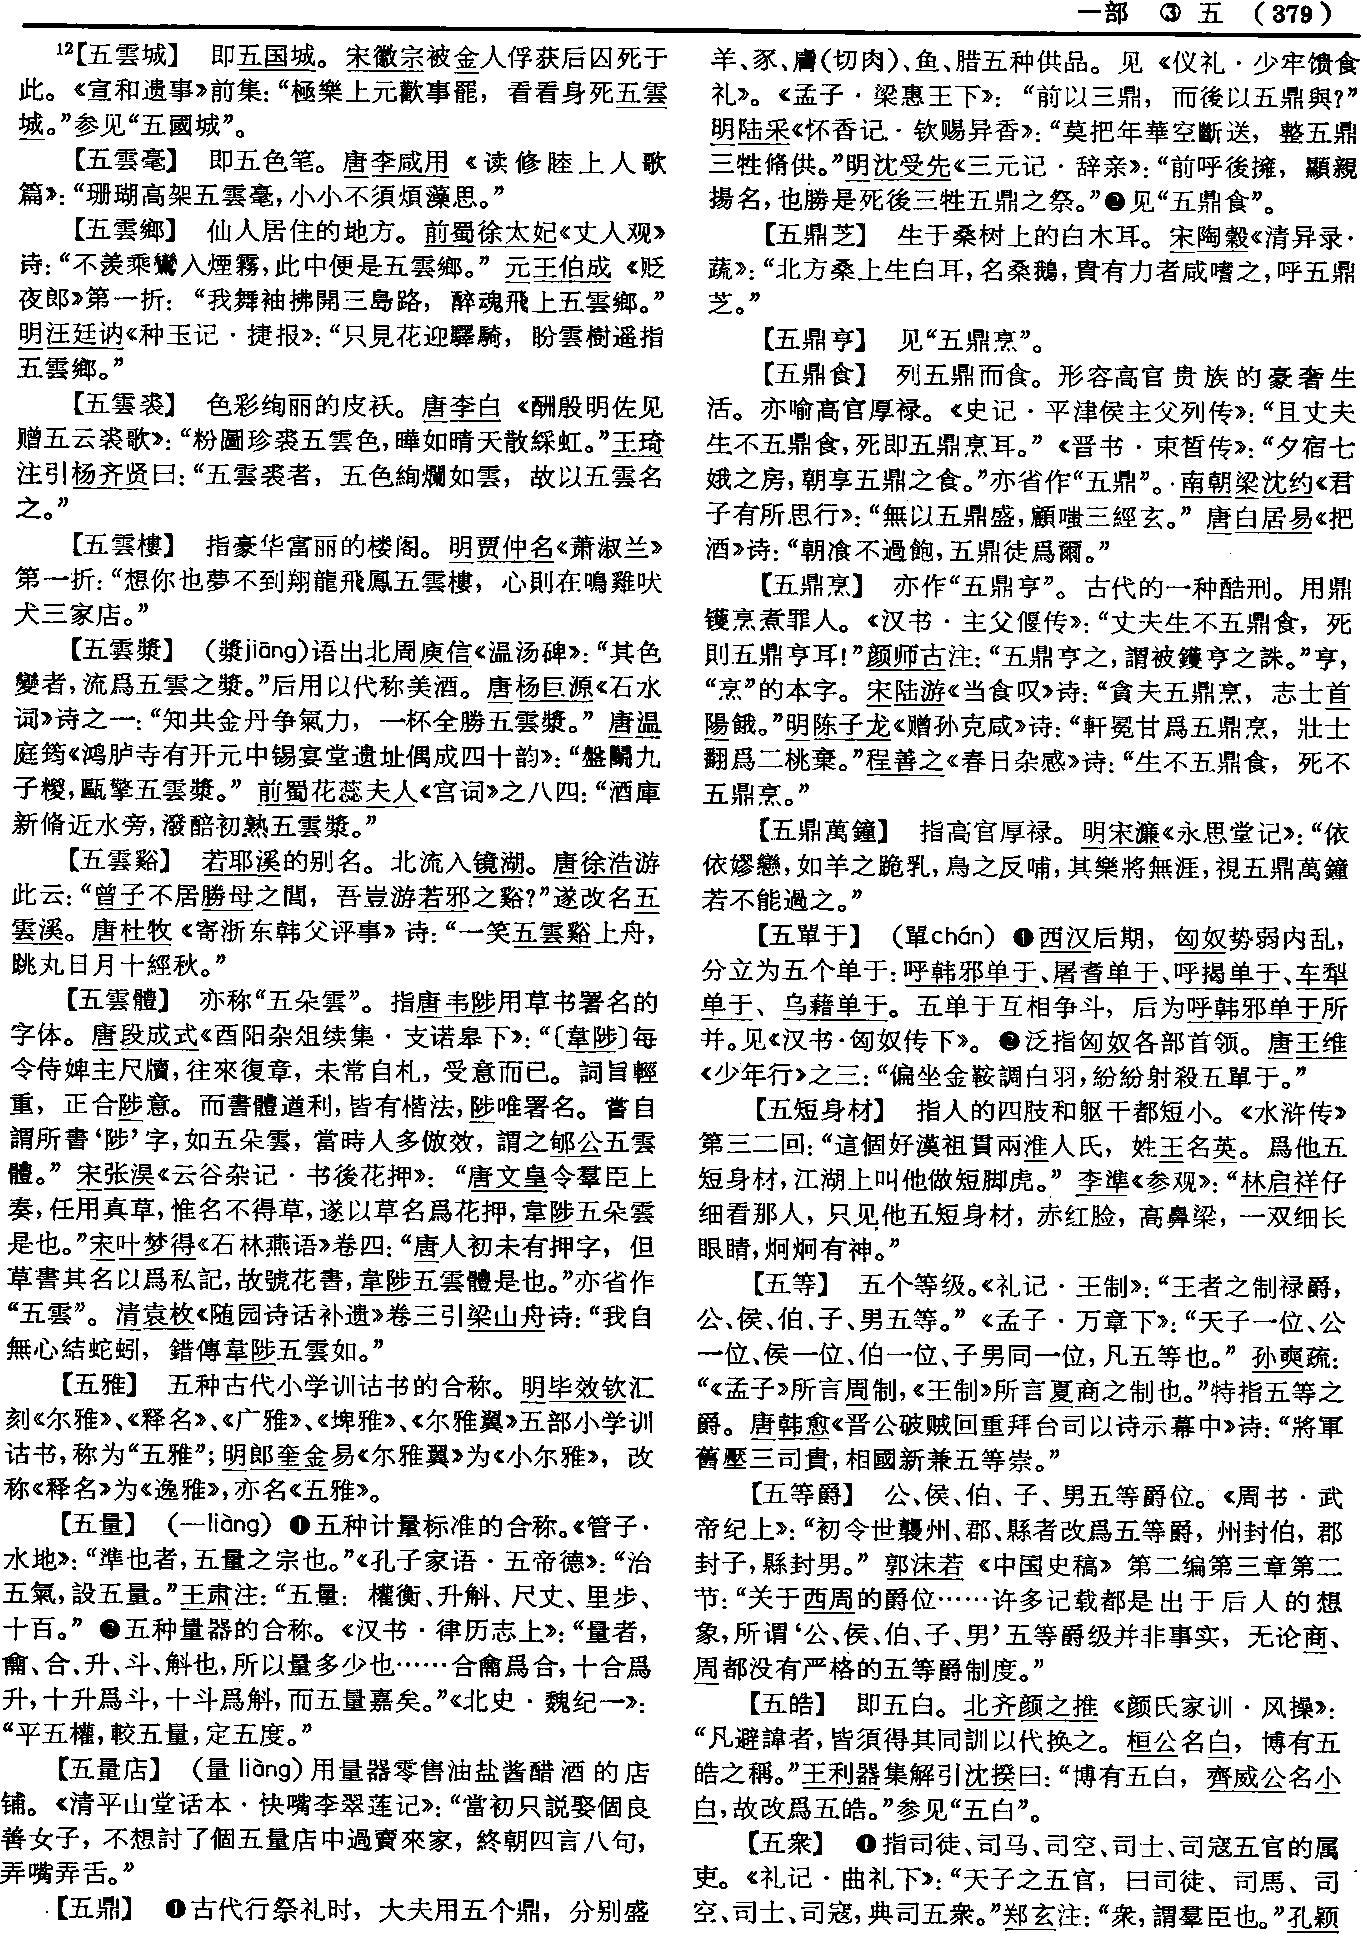 一部 ③ 五 (379)
12【五雲城】 即五国城。宋徽宗被金人俘获后囚死于
此。《宣和遗事》前集:“極樂上元歡事罷，看看身死五雲
城。”参见“五國城”。
【五雲毫】 即五色笔。唐李咸用《读修睦上人歌
篇》:“珊瑚高架五雲毫,小小不須煩藻思。”
【五雲鄉】 仙人居住的地方。前蜀徐太妃《丈人观》
诗:“不羡乘鸞入煙霧,此中便是五雲鄉。” 元王伯成《贬
夜郎》第一折: “我舞袖拂開三島路，醉魂飛上五雲鄉。”
明汪廷讷《种玉记·捷报》:“只見花迎驛騎，盼雲樹遥指
五雲鄉。”
【五雲裘】 色彩绚丽的皮袄。唐李白《酬殷明佐见
赠五云裘歌》:“粉圖珍裘五雲色,曄如晴天散綵虹。”王琦
注引杨齐贤曰:“五雲裘者，五色絢爛如雲，故以五雲名
之。”
【五雲樓】 指豪华富丽的楼阁。明贾仲名《萧淑兰》
第一折:“想你也夢不到翔龍飛鳳五雲樓，心則在鳴雞吠
犬三家店。”
【五雲漿】 (漿jiāng)语出北周庾信《温汤碑》:“其色
變者,流爲五雲之漿。”后用以代称美酒。唐杨巨源《石水
词》诗之一:“知共金丹争氣力，一杯全勝五雲漿。” 唐温
庭筠《鸿胪寺有开元中锡宴堂遗址偶成四十韵》:“盤鬭九
子糭,甌擎五雲漿。” 前蜀花蕊夫人《宫词》之八四:“酒庫
新脩近水旁,潑醅初熟五雲漿。”
【五雲谿】 若耶溪的别名。北流入镜湖。唐徐浩游
此云:“曾子不居勝母之閭，吾豈游若邪之谿?”遂改名五
雲溪。唐杜牧《寄浙东韩父评事》诗:“一笑五雲谿上舟，
跳丸日月十經秋。”
【五雲體】 亦称“五朵雲”。指唐韦陟用草书署名的
字体。唐段成式《酉阳杂俎续集·支诺皋下》:“〔韋陟〕每
令侍婢主尺牘,往來復章，未常自札，受意而已。詞旨輕
重，正合陟意。而書體遒利,皆有楷法,陟唯署名。嘗自
謂所書‘陟’字,如五朵雲，當時人多倣效，謂之郇公五雲
體。” 宋张淏《云谷杂记·书後花押》: “唐文皇令羣臣上
奏,任用真草,惟名不得草,遂以草名爲花押,韋陟五朵雲
是也。”宋叶梦得《石林燕语》卷四:“唐人初未有押字，但
草書其名以爲私記,故號花書,韋陟五雲體是也。”亦省作
“五雲”。清袁枚《随园诗话补遗》卷三引梁山舟诗:“我自
無心結蛇蚓，錯傳韋陟五雲如。”
【五雅】 五种古代小学训诂书的合称。明毕效钦汇
刻《尔雅》、《释名》、《广雅》、《埤雅》、《尔雅翼》五部小学训
诂书,称为“五雅”;明郎奎金易《尔雅翼》为《小尔雅》，改
称《释名》为《逸雅》,亦名《五雅》。
【五量】 (一liàng) ❶五种计量标准的合称。《管子·
水地》:“準也者,五量之宗也。”《孔子家语·五帝德》:“治
五氣,設五量。”王肃注:“五量: 權衡、升斛、尺丈、里步、
十百。” ❷五种量器的合称。《汉书·律历志上》:“量者，
龠、合、升、斗、斛也,所以量多少也……合龠爲合,十合爲
升,十升爲斗,十斗爲斛,而五量嘉矣。”《北史·魏纪一》:
“平五權,較五量,定五度。”
【五量店】 (量 liàng)用量器零售油盐酱醋酒的店
铺。《清平山堂话本·快嘴李翠莲记》:“當初只説娶個良
善女子，不想討了個五量店中過賣來家，終朝四言八句，
弄嘴弄舌。”
【五鼎】 ❶古代行祭礼时，大夫用五个鼎，分别盛
羊、豕、膚(切肉)、鱼、腊五种供品。见《仪礼·少牢馈食
礼》。《孟子·梁惠王下》: “前以三鼎，而後以五鼎與?”
明陆采《怀香记·钦赐异香》:“莫把年華空斷送，整五鼎
三牲脩供。”明沈受先《三元记·辞亲》:“前呼後擁，顯親
揚名,也勝是死後三牲五鼎之祭。”❷见“五鼎食”。
【五鼎芝】 生于桑树上的白木耳。宋陶穀《清异录·
蔬》:“北方桑上生白耳,名桑鵝,貴有力者咸嗜之,呼五鼎
芝。”
【五鼎亨】 见“五鼎烹”。
【五鼎食】 列五鼎而食。形容高官贵族的豪奢生
活。亦喻高官厚禄。《史记·平津侯主父列传》:“且丈夫
生不五鼎食,死即五鼎烹耳。”《晋书·束皙传》:“夕宿七
娥之房,朝享五鼎之食。”亦省作“五鼎”。南朝梁沈约《君
子有所思行》:“無以五鼎盛,顧嗤三經玄。” 唐白居易《把
酒》诗:“朝飡不過飽,五鼎徒爲爾。”
【五鼎烹】 亦作“五鼎亨”。古代的一种酷刑。用鼎
镬烹煮罪人。《汉书·主父偃传》:“丈夫生不五鼎食，死
則五鼎亨耳!”颜师古注:“五鼎亨之,謂被鑊亨之誅。”亨,
“烹”的本字。宋陆游《当食叹》诗:“貪夫五鼎烹，志士首
陽餓。”明陈子龙《赠孙克咸》诗:“軒冕甘爲五鼎烹，壯士
翻爲二桃棄。”程善之《春日杂感》诗:“生不五鼎食，死不
五鼎烹。”
【五鼎萬鐘】 指高官厚禄。明宋濂《永思堂记》:“依
依嫪戀,如羊之跪乳,鳥之反哺,其樂將無涯,視五鼎萬鐘
若不能過之。”
【五單于】 (單chán) ❶西汉后期，匈奴势弱内乱，
分立为五个单于:呼韩邪单于、屠耆单于、呼揭单于、车犁
单于、乌藉单于。五单于互相争斗，后为呼韩邪单于所
并。见《汉书·匈奴传下》。❷泛指匈奴各部首领。唐王维
《少年行》之三:“偏坐金鞍調白羽,紛紛射殺五單于。”
【五短身材】 指人的四肢和躯干都短小。《水浒传》
第三二回:“這個好漢祖貫兩淮人氏，姓王名英。爲他五
短身材,江湖上叫他做短脚虎。” 李準《参观》:“林启祥仔
细看那人，只见他五短身材，赤红脸，高鼻梁，一双细长
眼睛,炯炯有神。”
【五等】 五个等级。《礼记·王制》:“王者之制禄爵，
公、侯、伯、子、男五等。”《孟子·万章下》:“天子一位、公
一位、侯一位、伯一位、子男同一位,凡五等也。” 孙奭疏:
“《孟子》所言周制,《王制》所言夏商之制也。”特指五等之
爵。唐韩愈《晋公破贼回重拜台司以诗示幕中》诗:“將軍
舊壓三司貴,相國新兼五等崇。”
【五等爵】 公、侯、伯、子、男五等爵位。《周书·武
帝纪上》:“初令世襲州、郡、縣者改爲五等爵，州封伯，郡
封子,縣封男。” 郭沫若《中国史稿》第二编第三章第二
节:“关于西周的爵位……许多记载都是出于后人的想
象,所谓‘公、侯、伯、子、男’五等爵级并非事实，无论商、
周都没有严格的五等爵制度。”
【五皓】 即五白。北齐颜之推《颜氏家训·风操》:
“凡避諱者,皆須得其同訓以代换之。桓公名白，博有五
皓之稱。”王利器集解引沈揆曰:“博有五白，齊威公名小
白,故改爲五皓。”参见“五白”。
【五衆】 ❶指司徒、司马、司空、司士、司寇五官的属
吏。《礼记·曲礼下》:“天子之五官，曰司徒、司馬、司
空、司士、司寇,典司五衆。”郑玄注:“衆,謂羣臣也。”孔颖